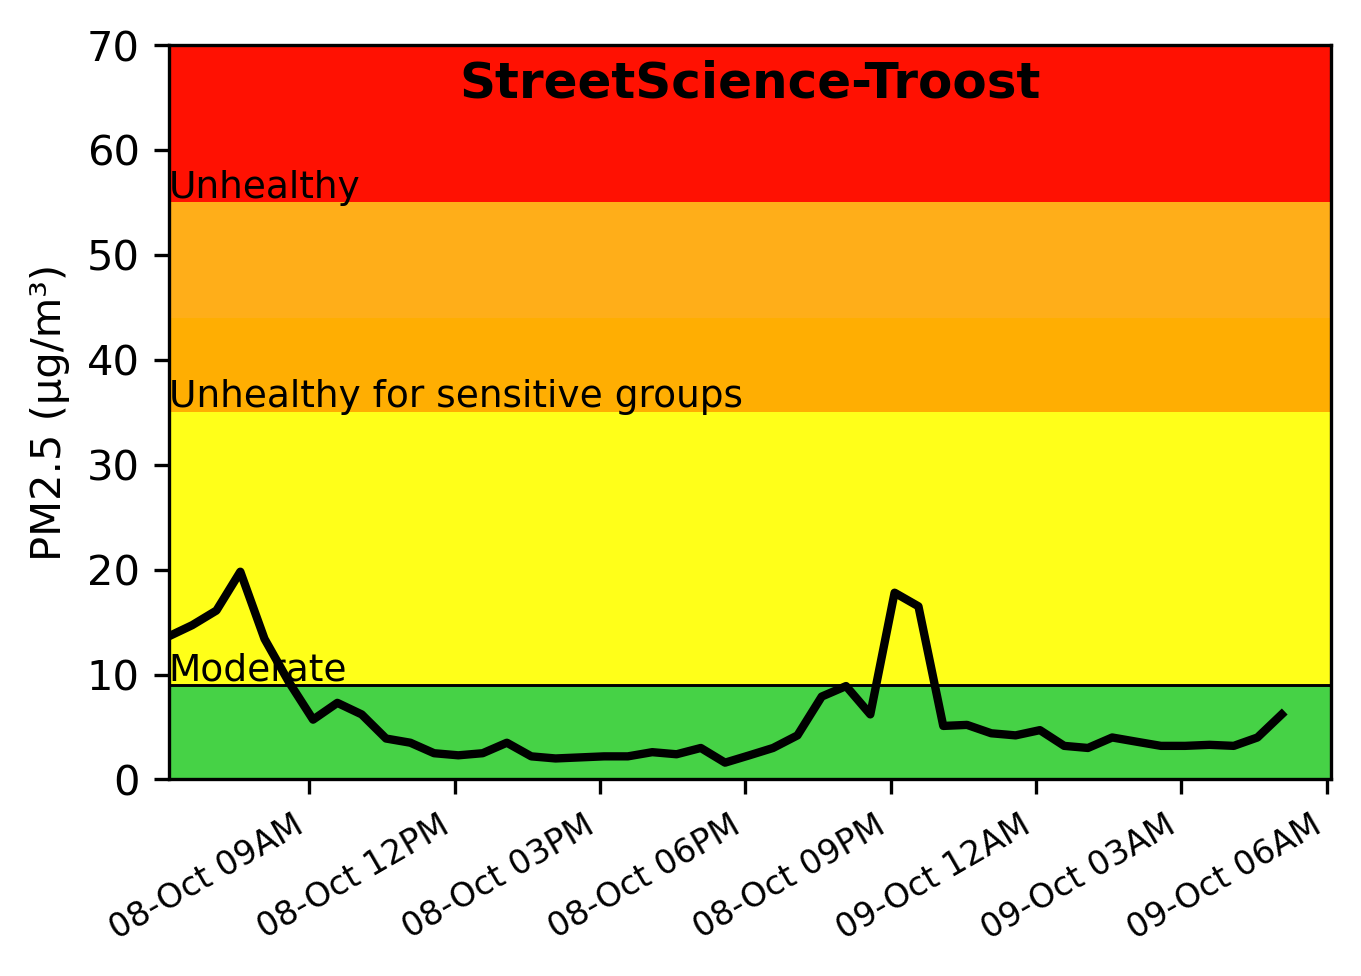 StreetScience-Troost
PM2.5 (µg/m³)
70
60
50
40
30
20
10
0
Unhealthy
Unhealthy for sensitive groups
Moderate
08-Oct 09AM
08-Oct 12PM
08-Oct 03PM
08-Oct 06PM
08-Oct 09PM
09-Oct 12AM
09-Oct 03AM
09-Oct 06AM